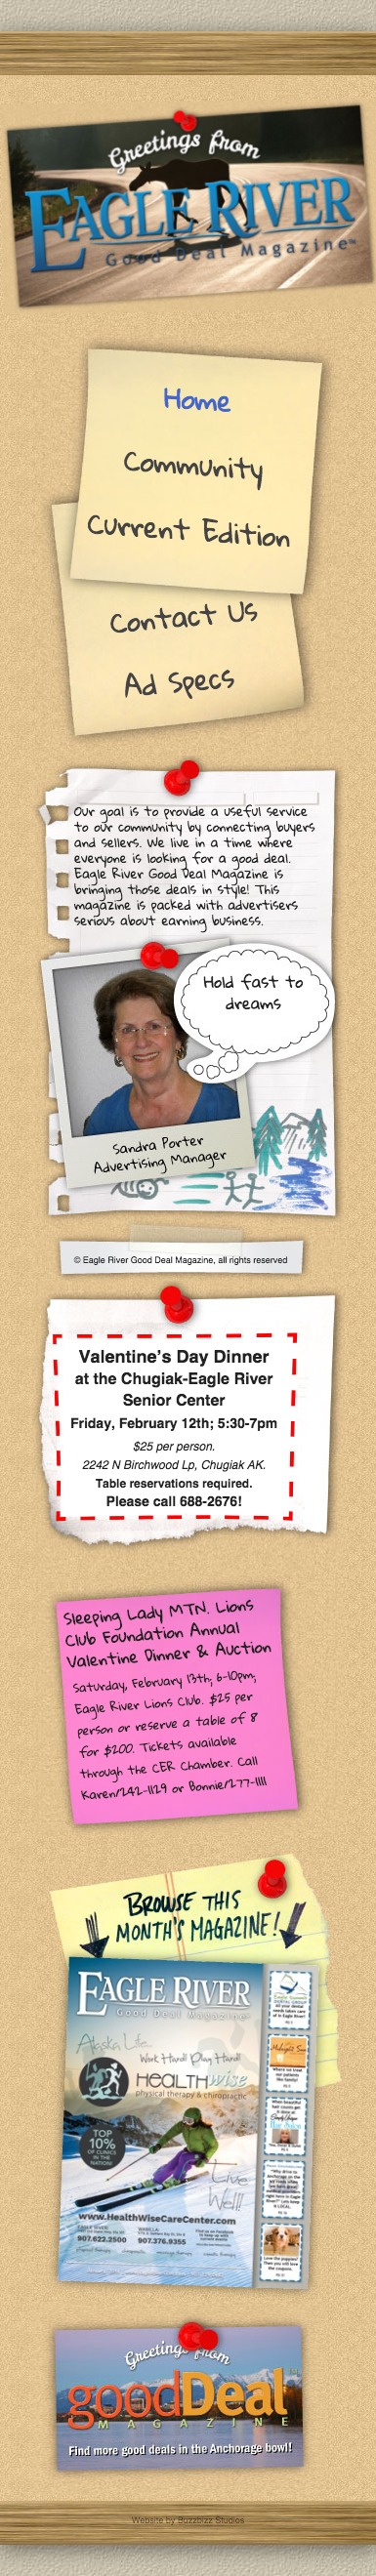 Greetings from
EAGLE RIVER
Good Deal Magazine
Home
Community
Current Edition
Contact Us
Ad Specs
Our goal is to provide a useful service
to our community by connecting buyers
and sellers. We live in a time where
everyone is looking for a good deal.
Eagle River Good Deal Magazine is
bringing those deals in style! This
magazine is packed with advertisers
serious about earning business.
Hold fast to
dreams
Sandra Porter
Advertising Manager
© Eagle River Good Deal Magazine, all rights reserved
Valentine's Day Dinner
at the Chugiak-Eagle River
Senior Center
Friday, February 12th; 5:30-7pm
$25 per person.
2242 N Birchwood Lp, Chugiak AK.
Table reservations required.
Please call 688-2676!
Sleeping Lady MTN. Lions
Club Foundation Annual
Valentine Dinner & Auction
Saturday, February 13th; 6-10pm;
Eagle River Lions Club. $25 per
person or reserve a table of 8
for $200. Tickets available
through the CER Chamber. Call
Karen/242-1129 or Bonnie/277-1111
BROWSE THIS
MONTH'S MAGAZINE!
EAGLE RIVER
Good Deal Magazine
Alaska Life...
Work Hard! Play Hard!
HEALTHwise
physical therapy & chiropractic
TOP
10%
OF CLINICS
IN THE
NATION!
Live
Well!!
www.HealthWiseCareCenter.com
907.622.2500
907.376.9355
Greetings from
goodDeal
MAGAZINE
Find more good deals in the Anchorage bowl!
Website by Buzzbizz Studios